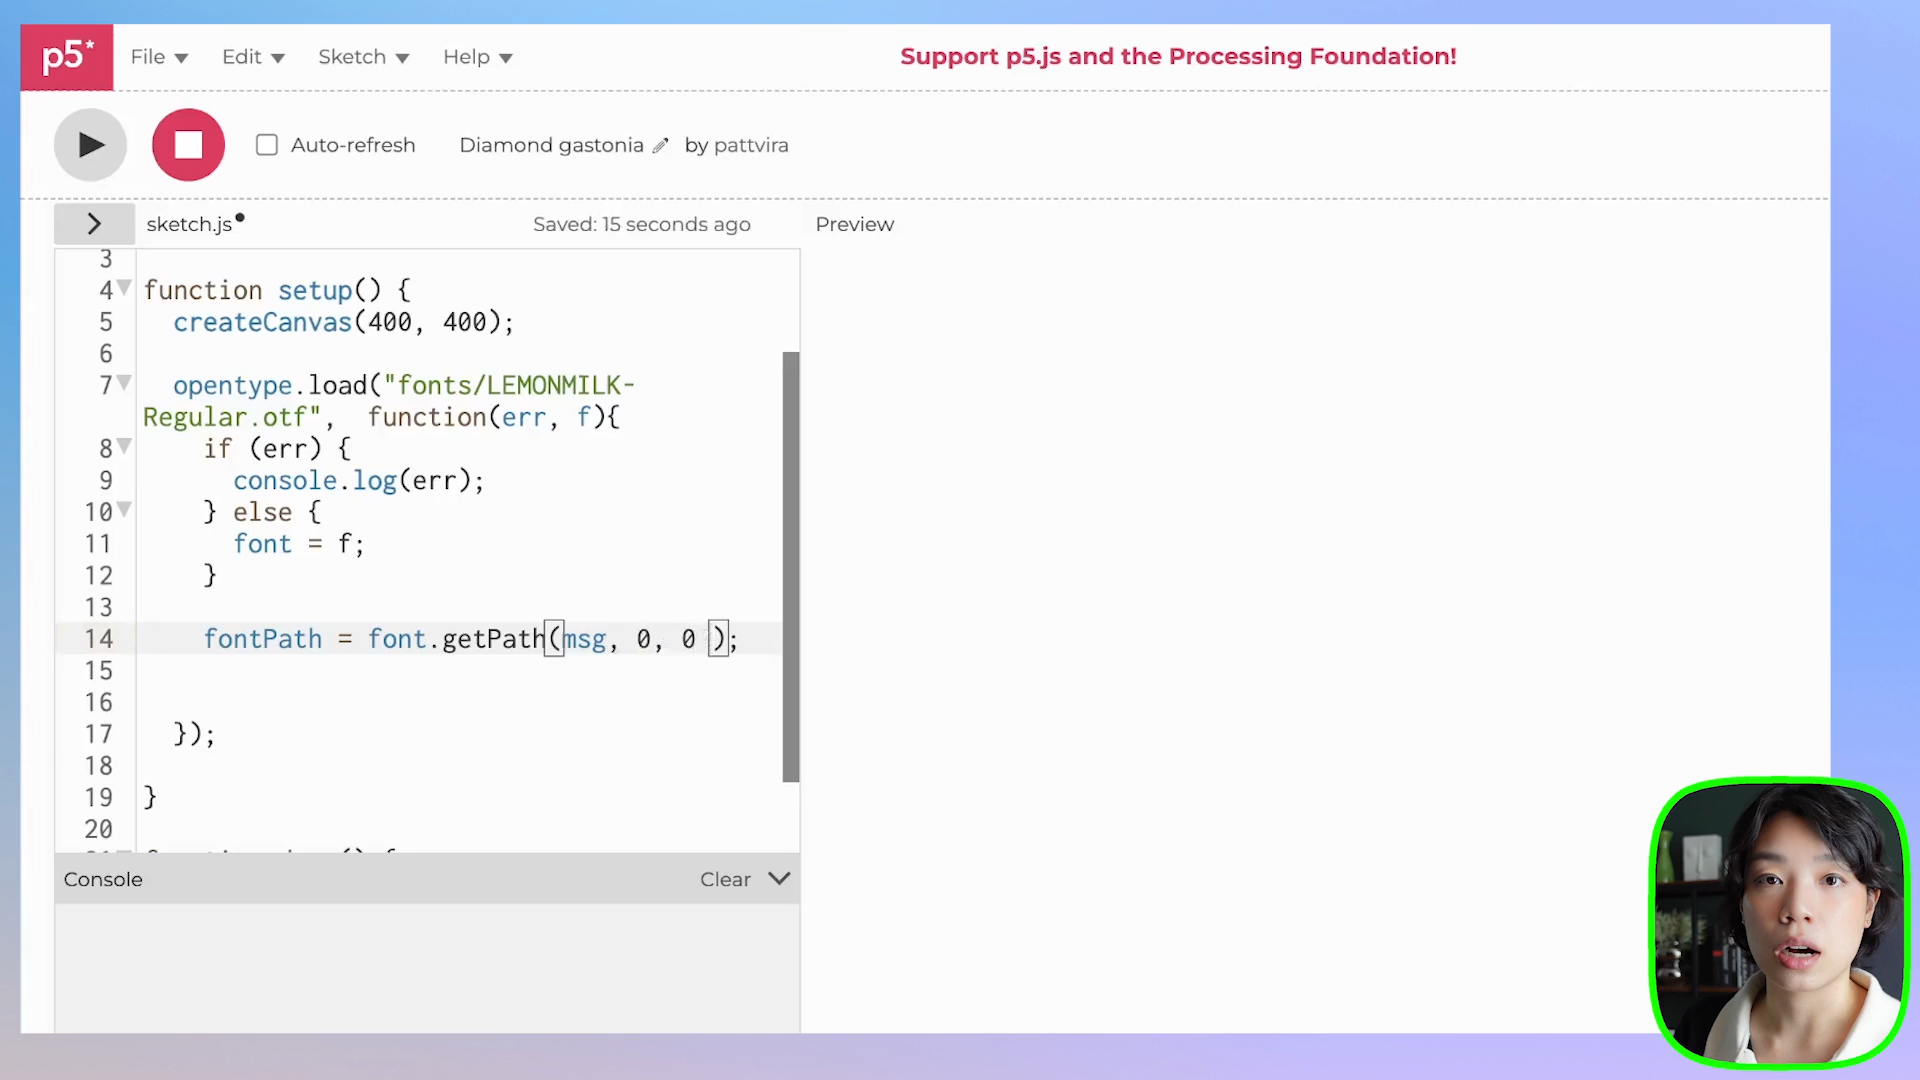 p5*
File Edit Sketch Help
Support p5.js and the Processing Foundation!
Auto-refresh
Diamond gastonia by pattvira
sketch.js
Saved: 15 seconds ago
Preview
3
4 function setup() {
5 createCanvas(400, 400);
6
7 opentype.load("fonts/LEMONMILK-
Regular.otf", function(err, f){
8 if (err) {
9 console.log(err);
10 } else {
11 font = f;
12 }
13
14 fontPath = font.getPath(msg, 0, 0 );
15
16
17 });
18
19 }
20
Console
Clear